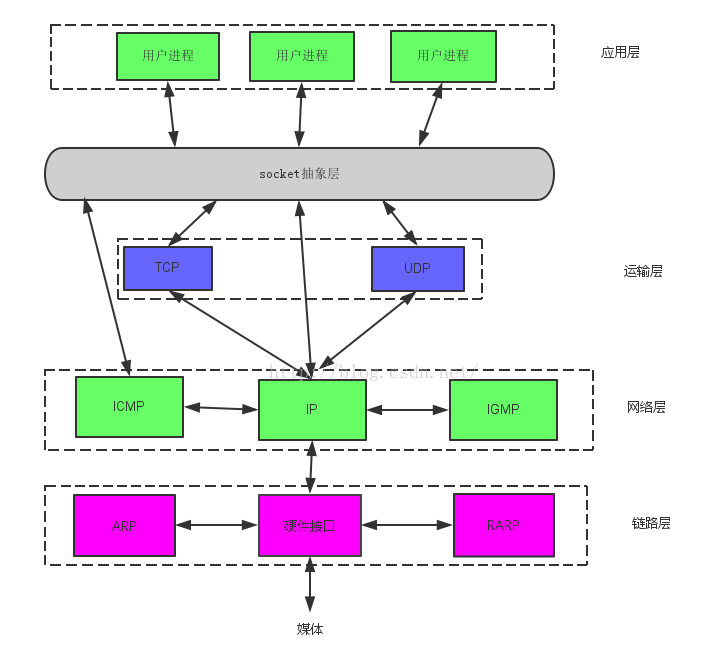 用户进程
用户进程
用户进程
应用层
socket抽象层
TCP
UDP
运输层
http://blog.csdn.net/
ICMP
IP
IGMP
网络层
ARP
硬件接口
RARP
链路层
媒体